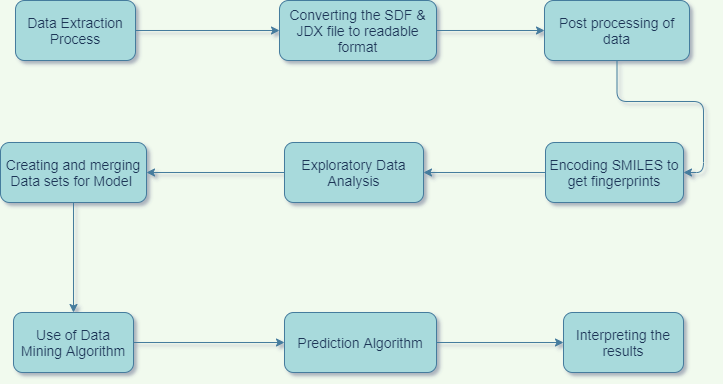 Data Extraction
Process
Converting the SDF &
JDX file to readable
format
Post processing of
data
Encoding SMILES to
get fingerprints
Exploratory Data
Analysis
Creating and merging
Data sets for Model
Use of Data
Mining Algorithm
Prediction Algorithm
Interpreting the
results